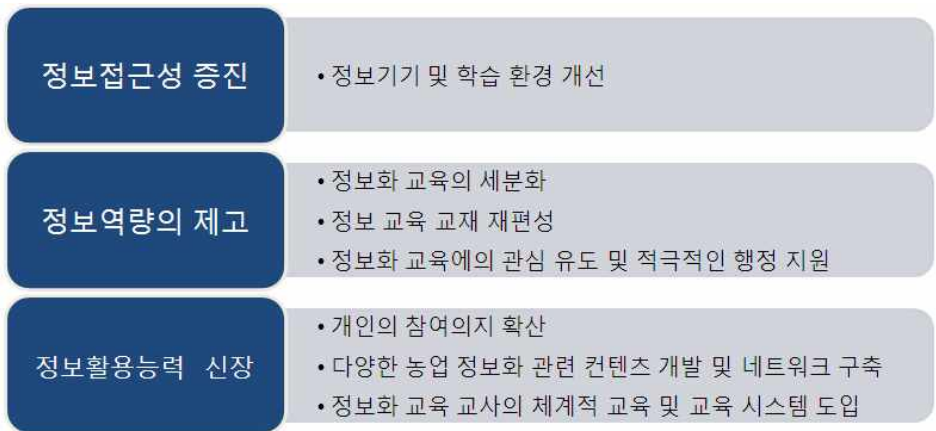 정보접근성 증진
• 정보기기 및 학습 환경 개선
정보역량의 제고
• 정보화 교육의 세분화
• 정보 교육 교재 재편성
• 정보화 교육에의 관심 유도 및 적극적인 행정 지원
정보활용능력 신장
• 개인의 참여의지 확산
• 다양한 농업 정보화 관련 컨텐츠 개발 및 네트워크 구축
• 정보화 교육 교사의 체계적 교육 및 교육 시스템 도입